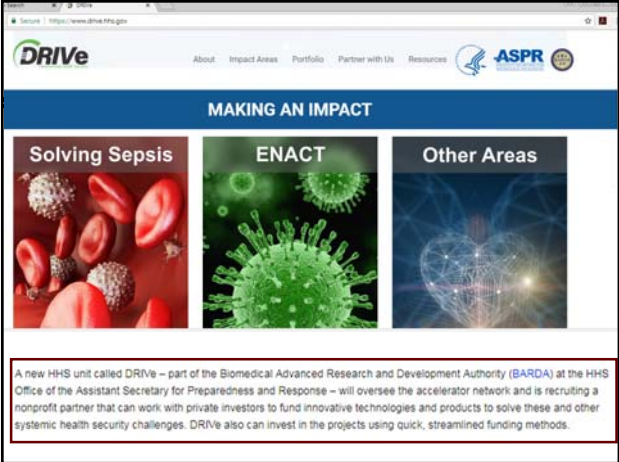 Search
DRIVe
Secure | https://www.drive.hhs.gov
DRIVe
About Impact Areas Portfolio Partner with Us Resources ASPR
MAKING AN IMPACT
Solving Sepsis ENACT Other Areas
A new HHS unit called DRIVe – part of the Biomedical Advanced Research and Development Authority (BARDA) at the HHS
Office of the Assistant Secretary for Preparedness and Response – will oversee the accelerator network and is recruiting a
nonprofit partner that can work with private investors to fund innovative technologies and products to solve these and other
systemic health security challenges. DRIVe also can invest in the projects using quick, streamlined funding methods.